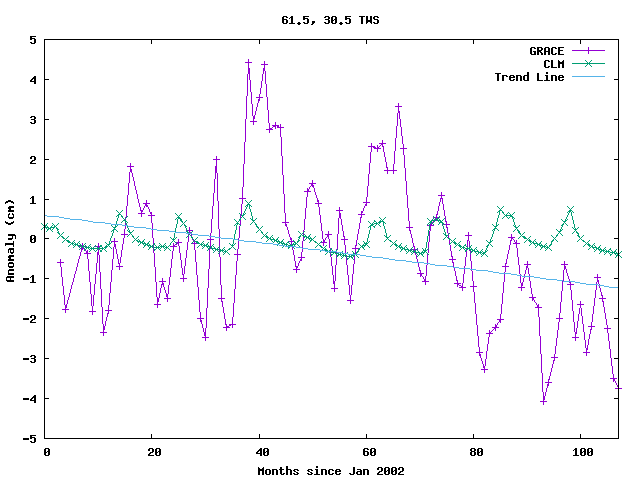 61.5, 30.5 TWS
GRACE
CLM
Trend Line
5
4
3
2
1
0
-1
-2
-3
-4
-5
Anomaly (cm)
0 20 40 60 80 100
Months since Jan 2002